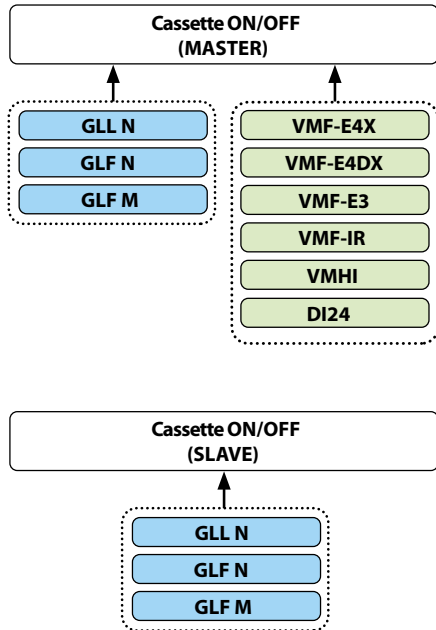 Cassette ON/OFF
(MASTER)
GLL N
GLF N
GLF M
VMF-E4X
VMF-E4DX
VMF-E3
VMF-IR
VMHI
DI24
Cassette ON/OFF
(SLAVE)
GLL N
GLF N
GLF M